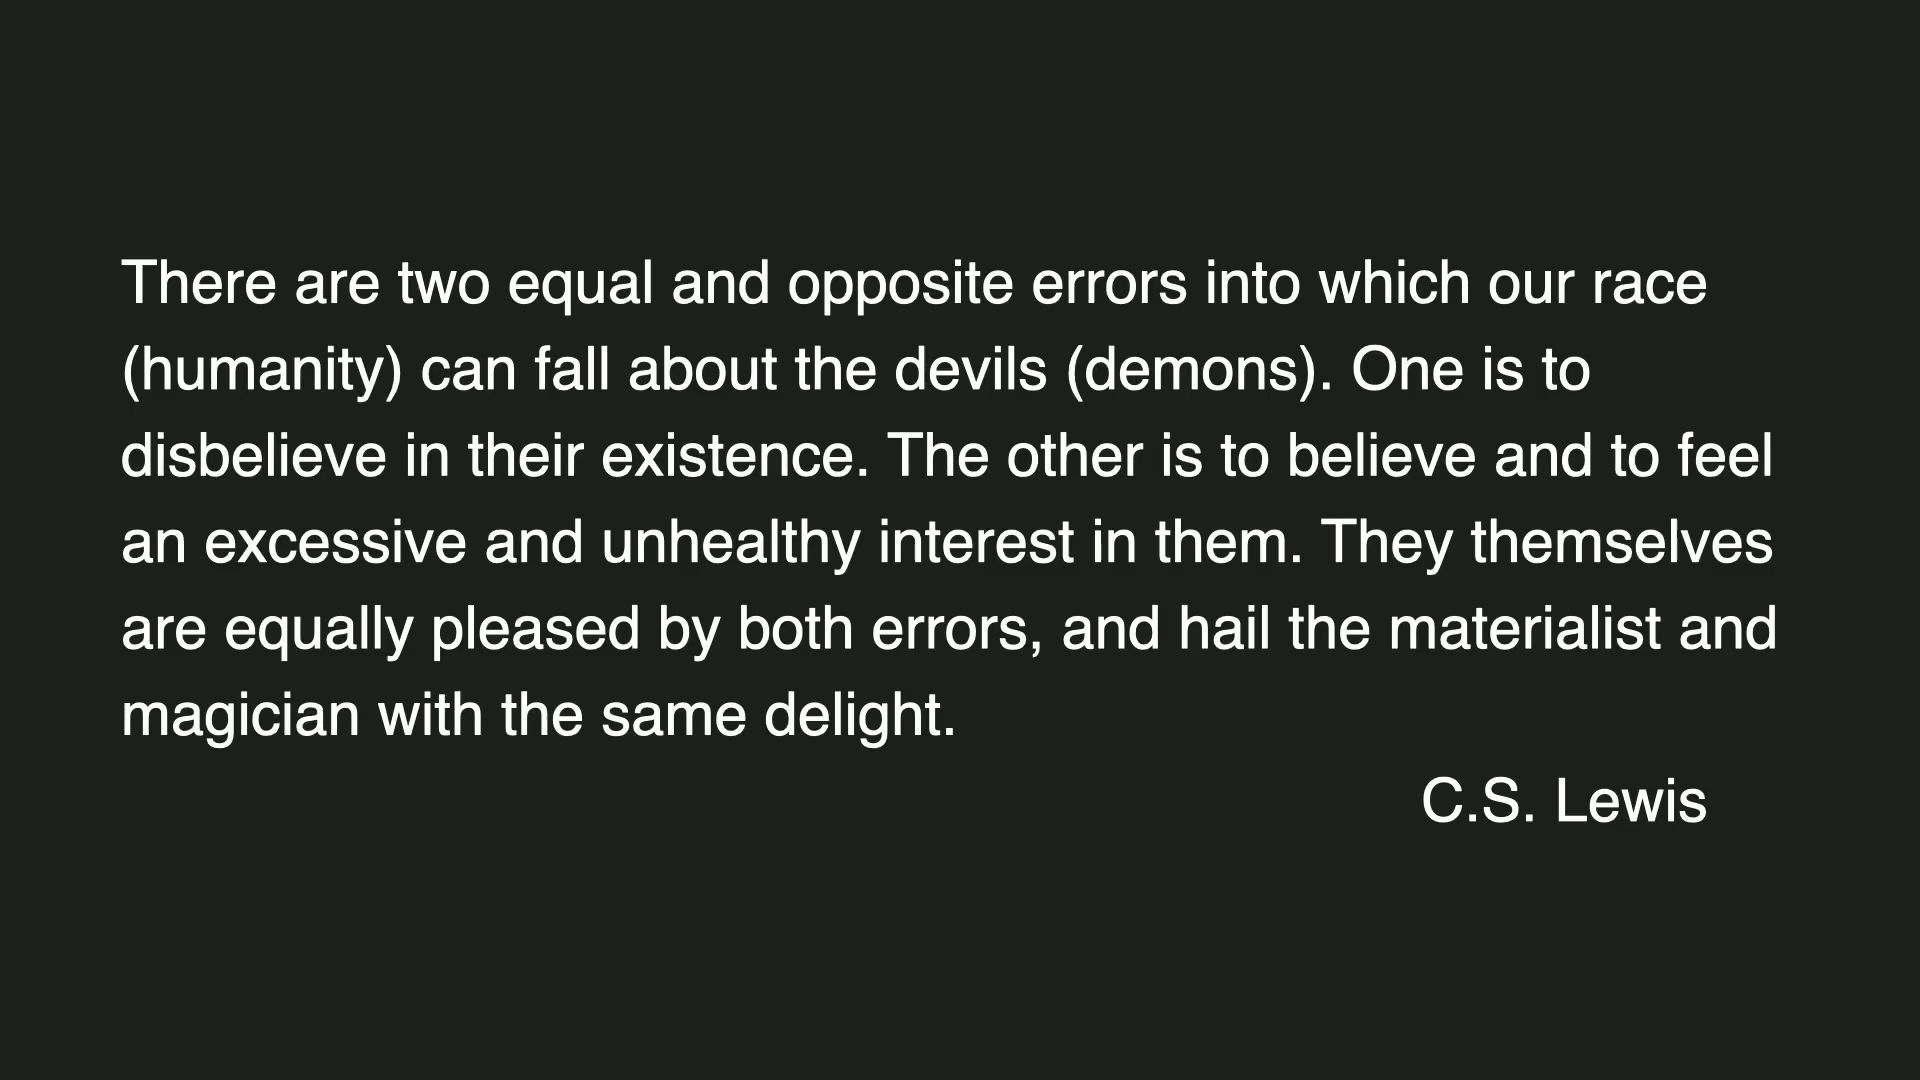 There are two equal and opposite errors into which our race
(humanity) can fall about the devils (demons). One is to
disbelieve in their existence. The other is to believe and to feel
an excessive and unhealthy interest in them. They themselves
are equally pleased by both errors, and hail the materialist and
magician with the same delight.
C.S. Lewis